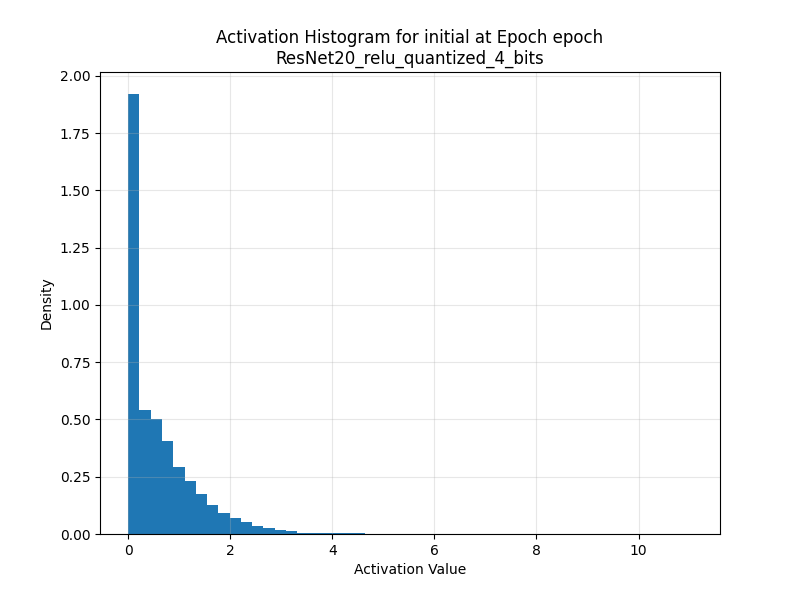 Activation Histogram for initial at Epoch epoch
ResNet20_relu_quantized_4_bits
2.00
1.75
1.50
1.25
1.00
0.75
0.50
0.25
0.00
Density
0 2 4 6 8 10
Activation Value